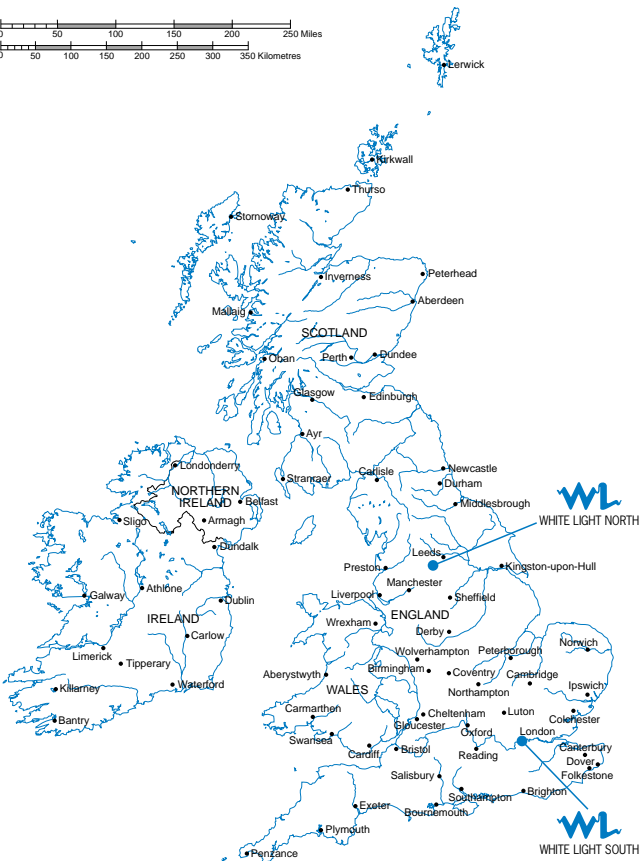 0 50 100 150 200 250 Miles
0 50 100 150 200 250 300 350 Kilometres
Lerwick
Kirkwall
Thurso
Stornoway
Inverness
Peterhead
Aberdeen
Mallaig
SCOTLAND
Oban
Perth
Dundee
Glasgow
Edinburgh
Ayr
Londonderry
Stranraer
Carlisle
Newcastle
Durham
NORTHERN
IRELAND
Belfast
Middlesbrough
WL
WHITE LIGHT NORTH
Sligo
Armagh
Dundalk
Leeds
Preston
Kingston-upon-Hull
Athlone
Galway
Dublin
Liverpool
Manchester
Sheffield
IRELAND
Wrexham
ENGLAND
Carlow
Derby
Limerick
Tipperary
Wolverhampton
Peterborough
Norwich
Aberystwyth
Birmingham
Coventry
Cambridge
Killarney
Waterford
WALES
Northampton
Ipswich
Carmarthen
Bantry
Cheltenham
Gloucester
Luton
Colchester
Swansea
Oxford
London
Cardiff
Bristol
Reading
Canterbury
Dover
Folkestone
Salisbury
Southampton
Brighton
Exeter
Bournemouth
Plymouth
WL
WHITE LIGHT SOUTH
Penzance